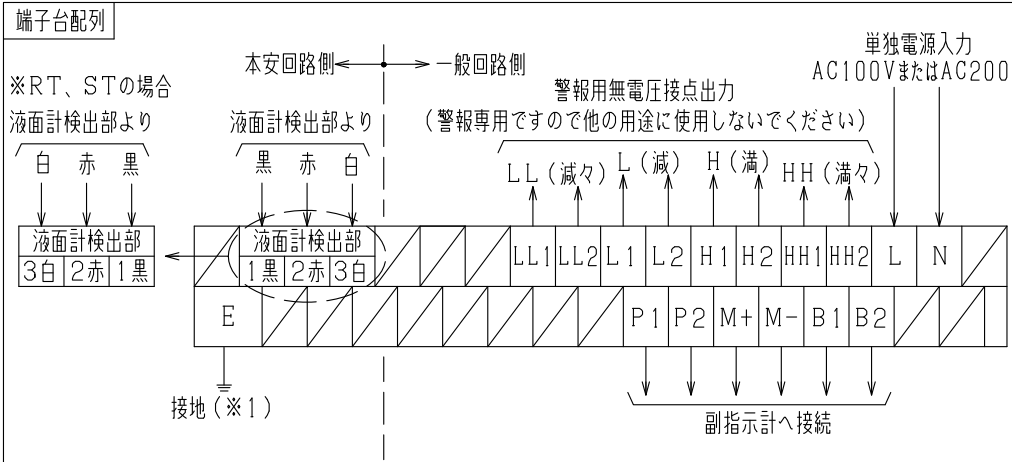 端子台配列
本安回路側 一般回路側
単独電源入力
AC100VまたはAC200
※RT、STの場合
液面計検出部より
白 赤 黒
液面計検出部より
黒 赤 白
警報用無電圧接点出力
(警報専用ですので他の用途に使用しないでください)
LL(減々) L(減) H(満) HH(満々)
液面計検出部
3白 2赤 1黒
液面計検出部
1黒 2赤 3白
LL1 LL2 L1 L2 H1 H2 HH1 HH2 L N
E P1 P2 M+ M- B1 B2
接地(※1)
副指示計へ接続